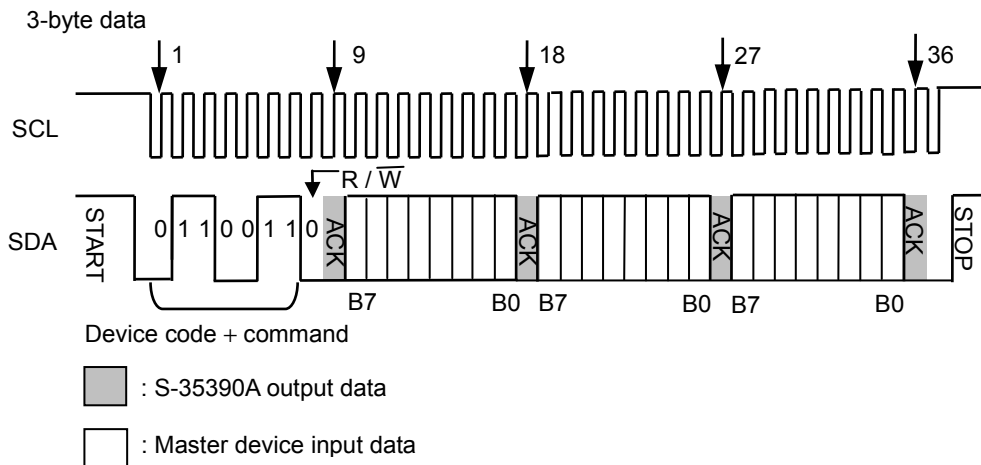 3-byte data
1 9 18 27 36
SCL
R / W
SDA START 0 1 1 0 0 1 1 0 ACK ACK ACK ACK STOP
B7 B0 B7 B0 B7 B0
Device code + command
: S-35390A output data
: Master device input data